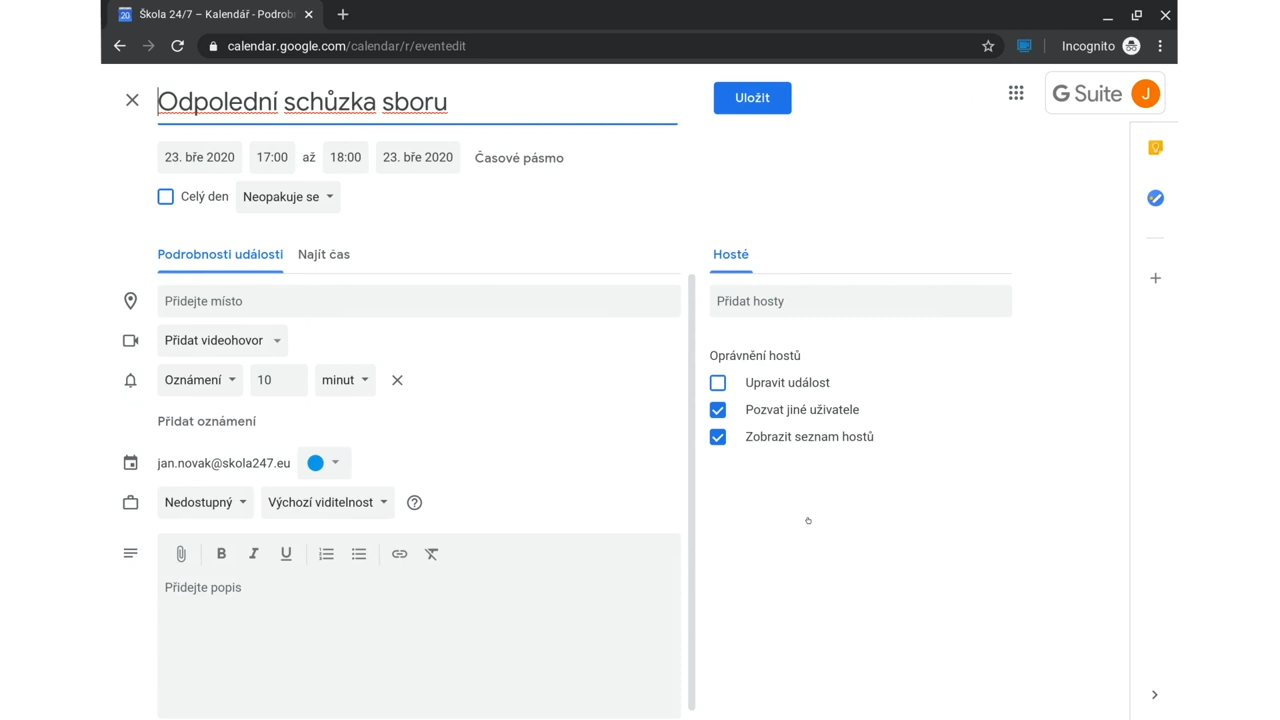 20 Škola 24/7 – Kalendář - Podrob
calendar.google.com/calendar/r/eventedit
Incognito
Odpolední schůzka sboru
Uložit
G Suite J
23. bře 2020 17:00 až 18:00 23. bře 2020 Časové pásmo
Celý den Neopakuje se
Podrobnosti události Najít čas
Hosté
Přidejte místo
Přidat hosty
Přidat videohovor
Oprávnění hostů
Oznámení 10 minut
Upravit událost
Pozvat jiné uživatele
Přidat oznámení
Zobrazit seznam hostů
jan.novak@skola247.eu
Nedostupný Výchozí viditelnost
B I U
Přidejte popis